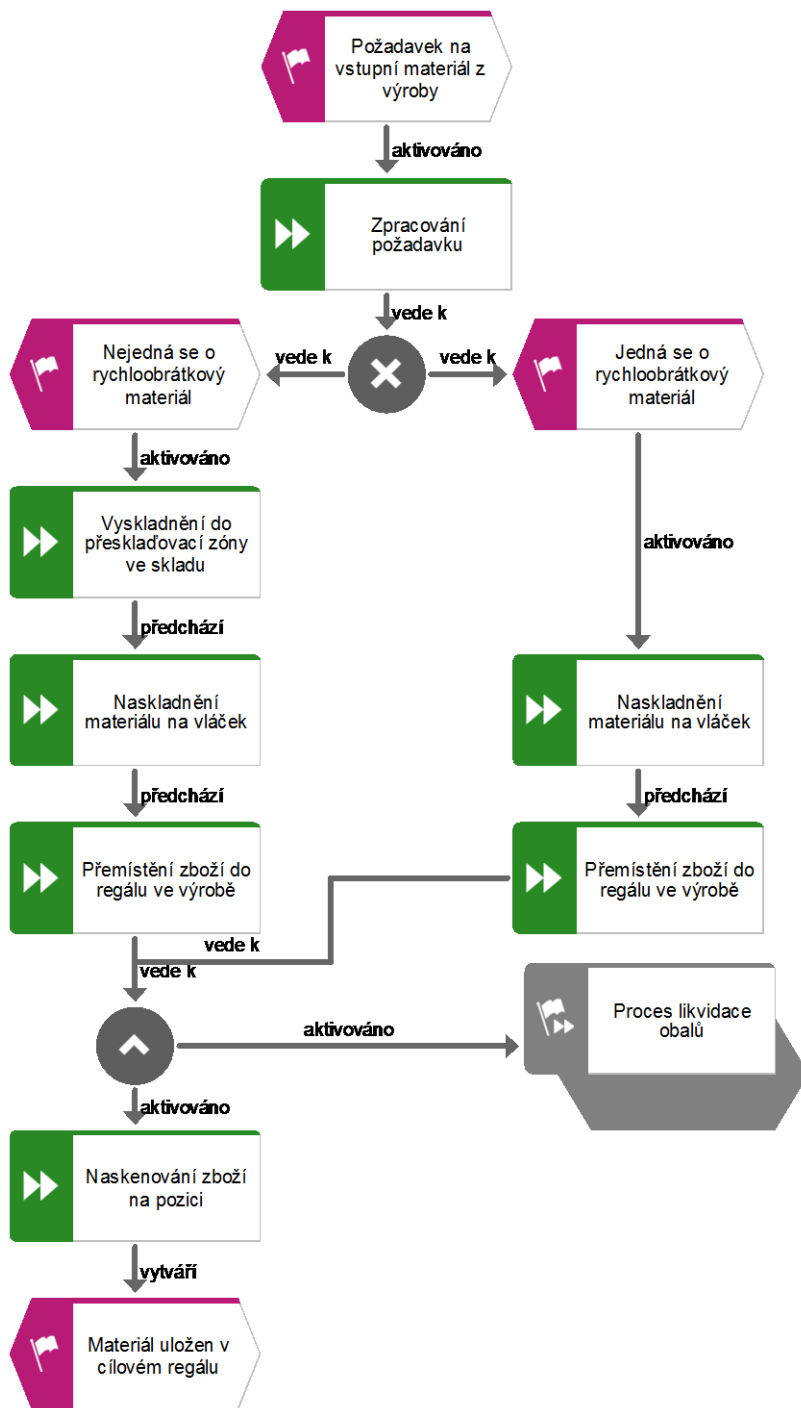 Požadavek na
vstupní materiál z
výroby
aktivováno
Zpracování
požadavku
vede k
Nejedná se o
rychloobrátkový
materiál
vede k
vede k
Jedná se o
rychloobrátkový
materiál
aktivováno
Vyskladnění do
přesklaďovací zóny
ve skladu
aktivováno
předchází
Naskladnění
materiálu na vláček
Naskladnění
materiálu na vláček
předchází
předchází
Přemístění zboží do
regálu ve výrobě
Přemístění zboží do
regálu ve výrobě
vede k
vede k
aktivováno
Proces likvidace
obalů
aktivováno
Naskenování zboží
na pozici
vytváří
Materiál uložen v
cílovém regálu